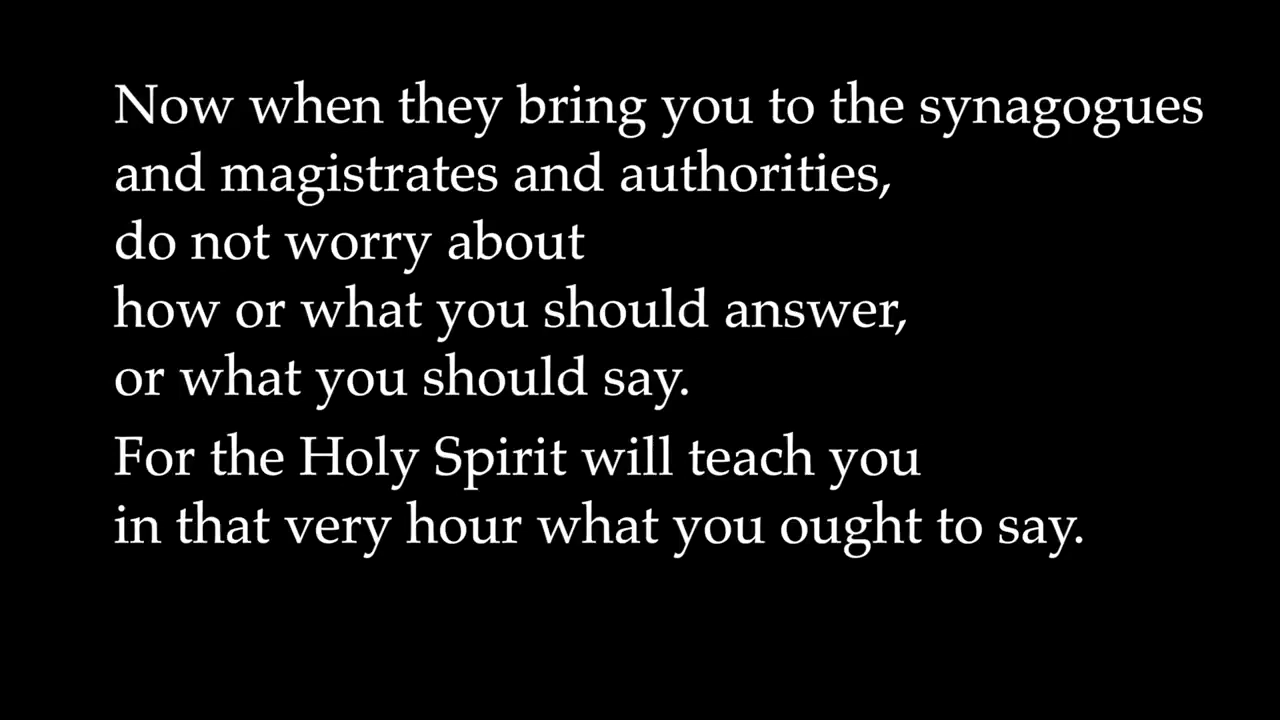 Now when they bring you to the synagogues
and magistrates and authorities,
do not worry about
how or what you should answer,
or what you should say.
For the Holy Spirit will teach you
in that very hour what you ought to say.